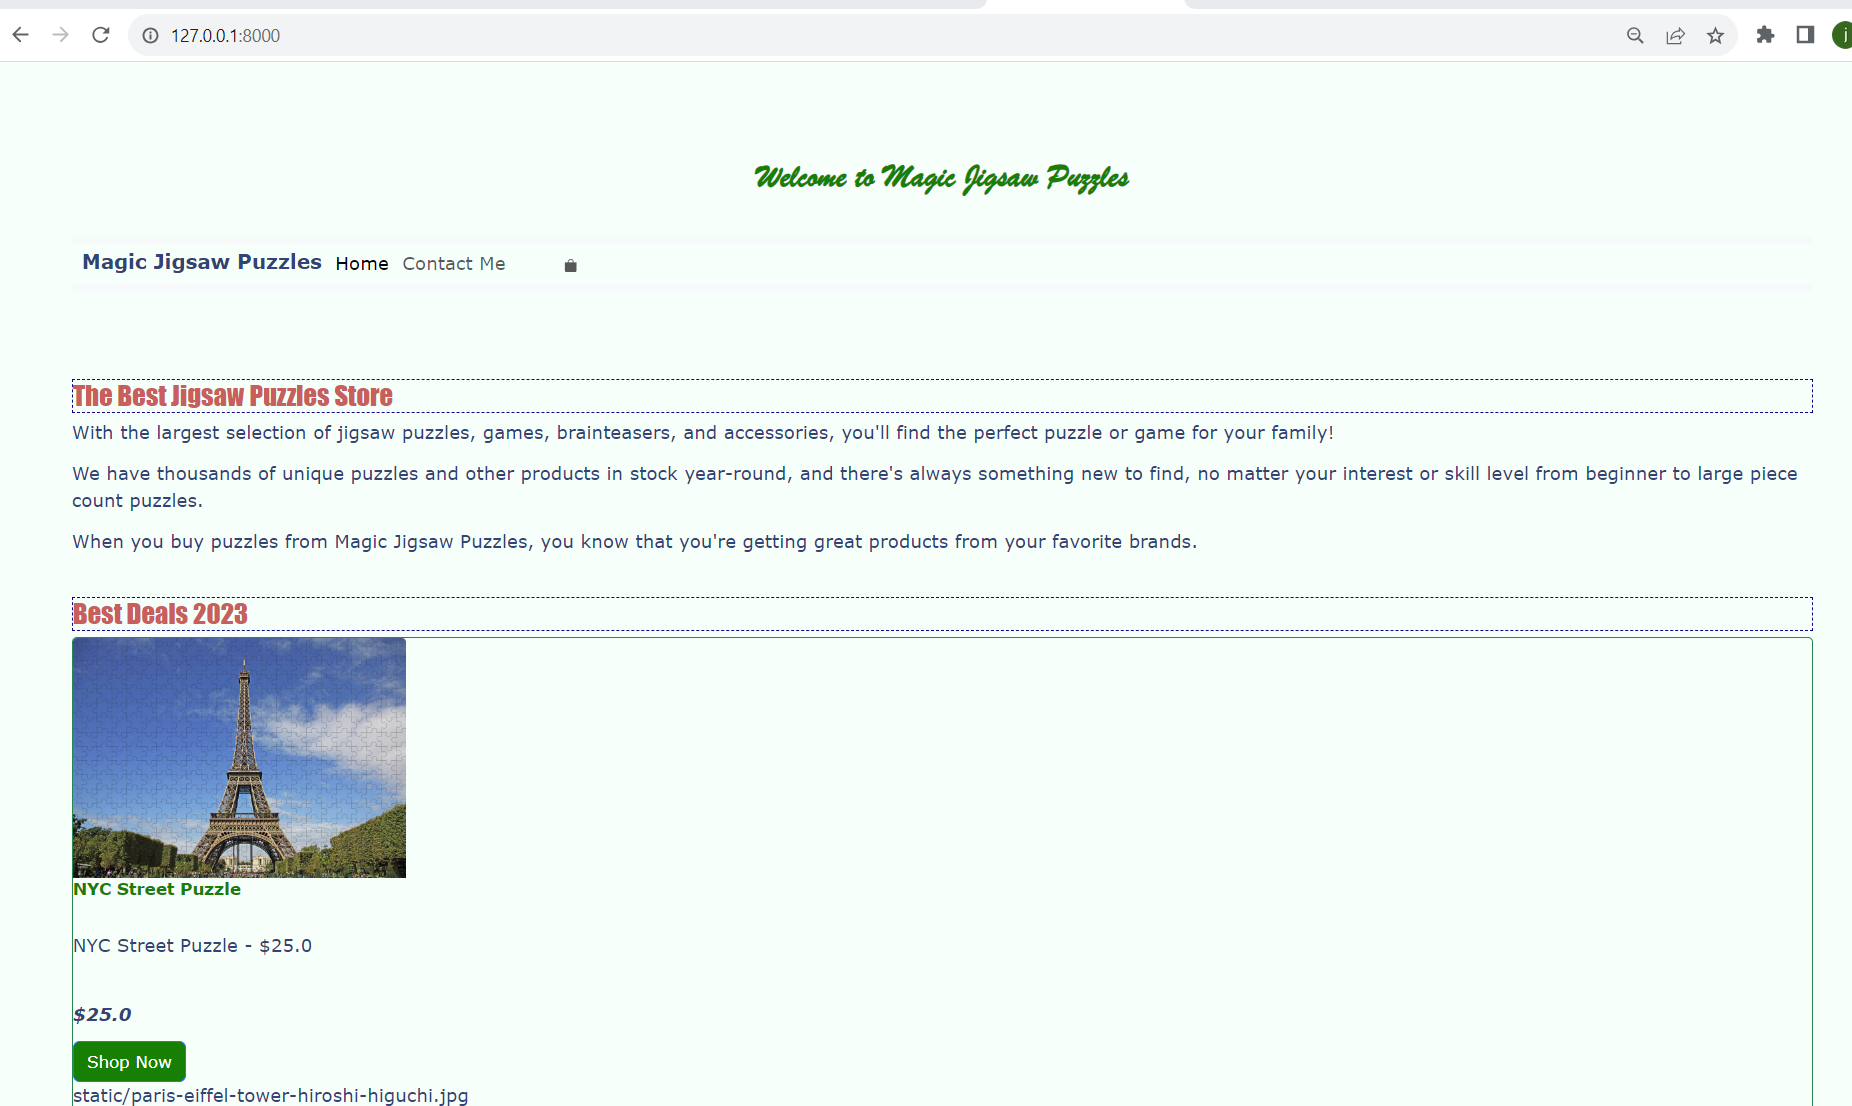 127.0.0.1:8000
j
Welcome to Magic Jigsaw Puzzles
Magic Jigsaw Puzzles Home Contact Me
The Best Jigsaw Puzzles Store
With the largest selection of jigsaw puzzles, games, brainteasers, and accessories, you'll find the perfect puzzle or game for your family!
We have thousands of unique puzzles and other products in stock year-round, and there's always something new to find, no matter your interest or skill level from beginner to large piece
count puzzles.
When you buy puzzles from Magic Jigsaw Puzzles, you know that you're getting great products from your favorite brands.
Best Deals 2023
NYC Street Puzzle
NYC Street Puzzle - $25.0
$25.0
Shop Now
static/paris-eiffel-tower-hiroshi-higuchi.jpg